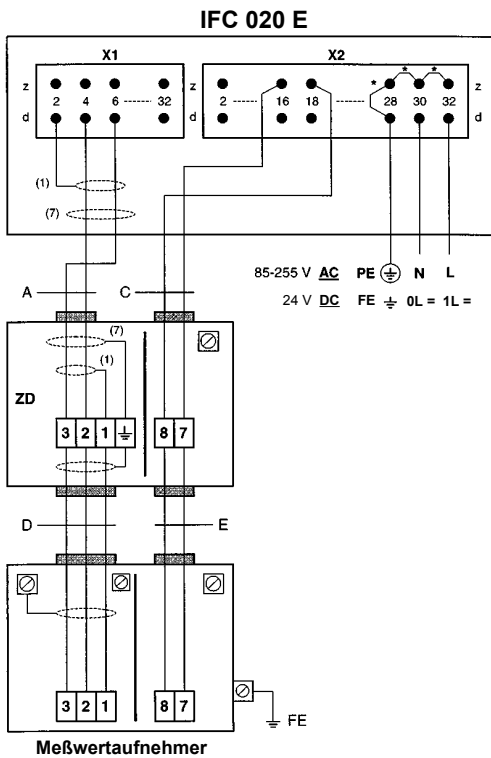 IFC 020 E
X1 X2
z z z
2 4 6 32 2 16 18 28 30 32
* * *
d d d
(1)
(7)
85-255 V AC PE N L
24 V DC FE 0L = 1L =
A C
(7)
(1)
ZD
3 2 1 8 7
D E
3 2 1 8 7
FE
Meßwertaufnehmer